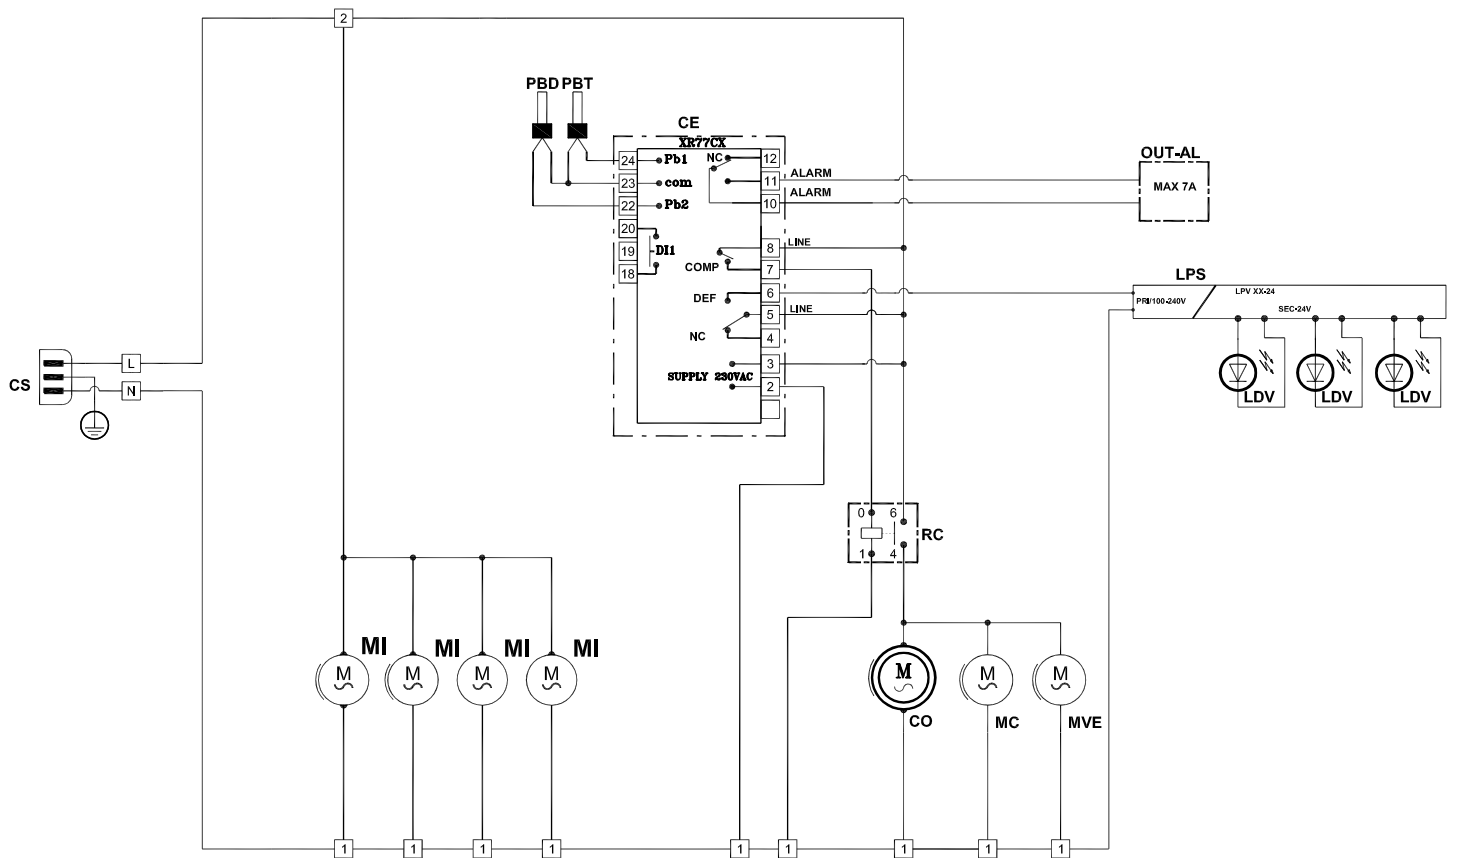 2
PBD PBT
CE
XR77CX
24 Pb1 NC 12
OUT-AL
23 com 11 ALARM
MAX 7A
22 Pb2 10 ALARM
20
19 DI1 8 LINE
18 COMP 7
LPS
DEF 6
PRI/100-240V LPV XX-24
5 LINE SEC-24V
NC 4
L 3
CS SUPPLY 230VAC 2
N
LDV LDV LDV
0 6
RC
1 4
MI MI MI MI
M M M M M M M
CO MC MVE
1 1 1 1 1 1 1 1 1